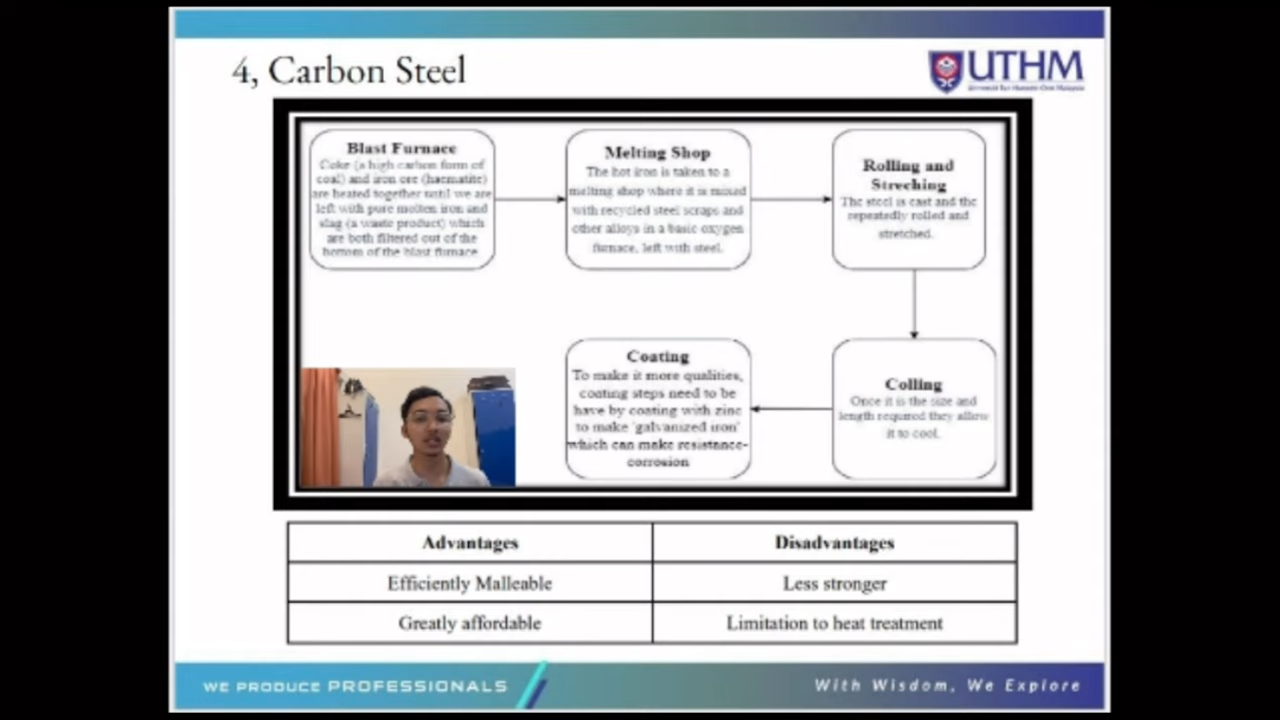 4, Carbon Steel
UTHM
Blast Furnace
Coke (a high carbon form of
coal) and iron ore (haematite)
are heated together until we are
left with pure molten iron and
slag (a waste product) which
are both filtered out of the
bottom of the blast furnace
Melting Shop
The hot iron is taken to a
melting shop where it is mixed
with recycled steel scraps and
other alloys in a basic oxygen
furnace, left with steel.
Rolling and
Streching
The steel is cast and the
repeatedly rolled and
stretched.
Colling
Once it is the size and
length required they allow
it to cool.
Coating
To make it more qualities,
coating steps need to be
have by coating with zinc
to make 'galvanized iron'
which can make resistance-
corrosion
Advantages
Disadvantages
Efficiently Malleable
Less stronger
Greatly affordable
Limitation to heat treatment
WE PRODUCE PROFESSIONALS
With Wisdom, We Explore